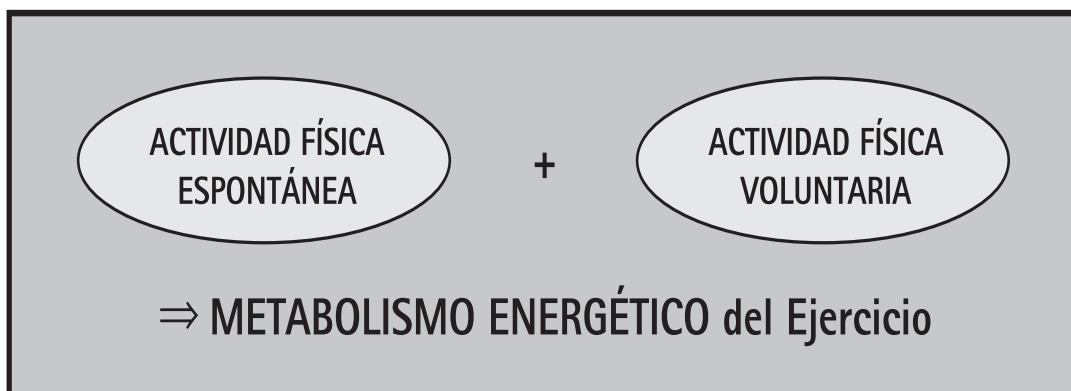 ACTIVIDAD FÍSICA
ESPONTÁNEA
+
ACTIVIDAD FÍSICA
VOLUNTARIA
⇒ METABOLISMO ENERGÉTICO del Ejercicio